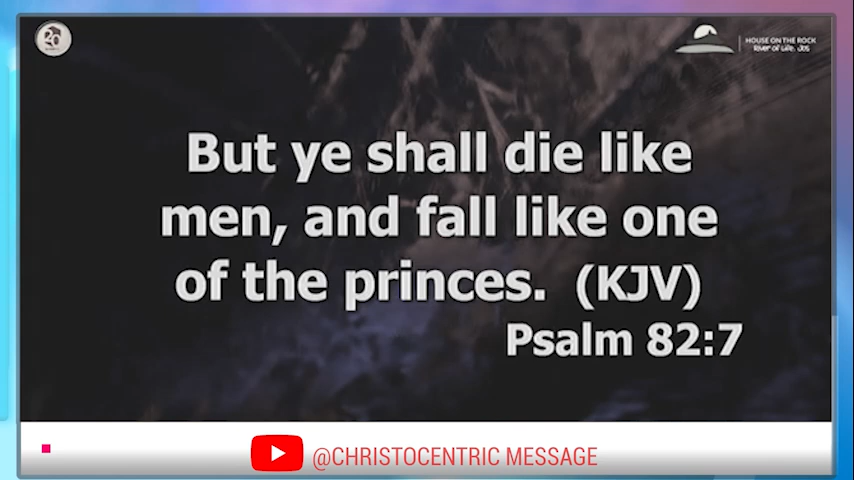 20
HOUSE ON THE ROCK
River of Life, Jos
But ye shall die like
men, and fall like one
of the princes. (KJV)
Psalm 82:7
@CHRISTOCENTRIC MESSAGE